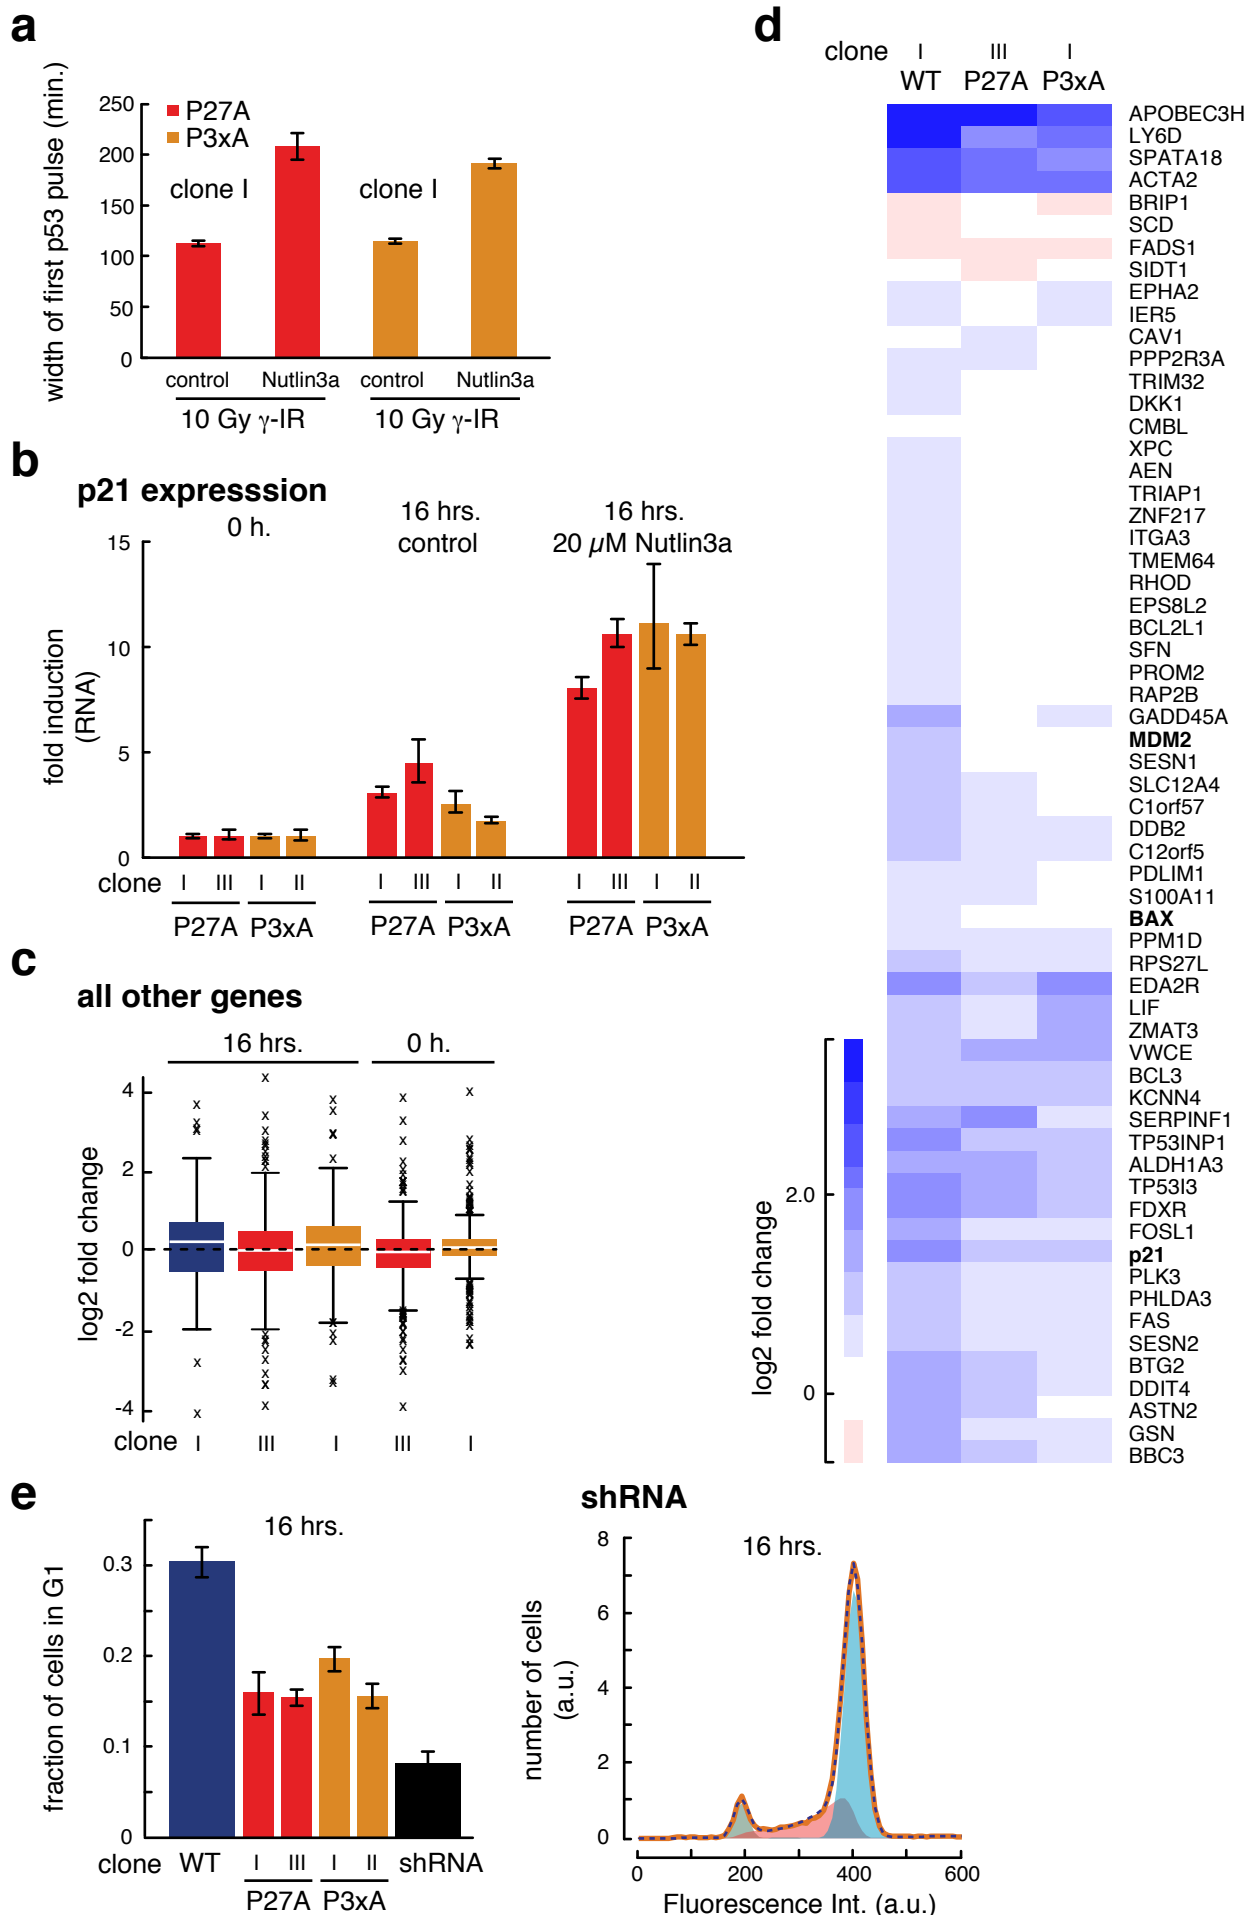 a
width of first p53 pulse (min.)
250
200
150
100
50
0
P27A
P3xA
clone I
clone I
control Nutlin3a control Nutlin3a
10 Gy γ-IR 10 Gy γ-IR
b
p21 expresssion
0 h.
16 hrs.
control
16 hrs.
20 µM Nutlin3a
fold induction
(RNA)
15
10
5
0
clone I III I II I III I II I III I II
P27A P3xA P27A P3xA P27A P3xA
c
all other genes
16 hrs. 0 h.
log2 fold change
4
2
0
-2
-4
clone I III I III I
d
clone I III I
WT P27A P3xA
APOBEC3H
LY6D
SPATA18
ACTA2
BRIP1
SCD
FADS1
SIDT1
EPHA2
IER5
CAV1
PPP2R3A
TRIM32
DKK1
CMBL
XPC
AEN
TRIAP1
ZNF217
ITGA3
TMEM64
RHOD
EPS8L2
BCL2L1
SFN
PROM2
RAP2B
GADD45A
MDM2
SESN1
SLC12A4
C1orf57
DDB2
C12orf5
PDLIM1
S100A11
BAX
PPM1D
RPS27L
EDA2R
LIF
ZMAT3
VWCE
BCL3
KCNN4
SERPINF1
TP53INP1
ALDH1A3
TP53I3
FDXR
FOSL1
p21
PLK3
PHLDA3
FAS
SESN2
BTG2
DDIT4
ASTN2
GSN
BBC3
log2 fold change
2.0
0
e
16 hrs.
fraction of cells in G1
0.3
0.2
0.1
0
clone WT I III I II shRNA
P27A P3xA
shRNA
16 hrs.
number of cells
(a.u.)
8
6
4
2
0
0 200 400 600
Fluorescence Int. (a.u.)